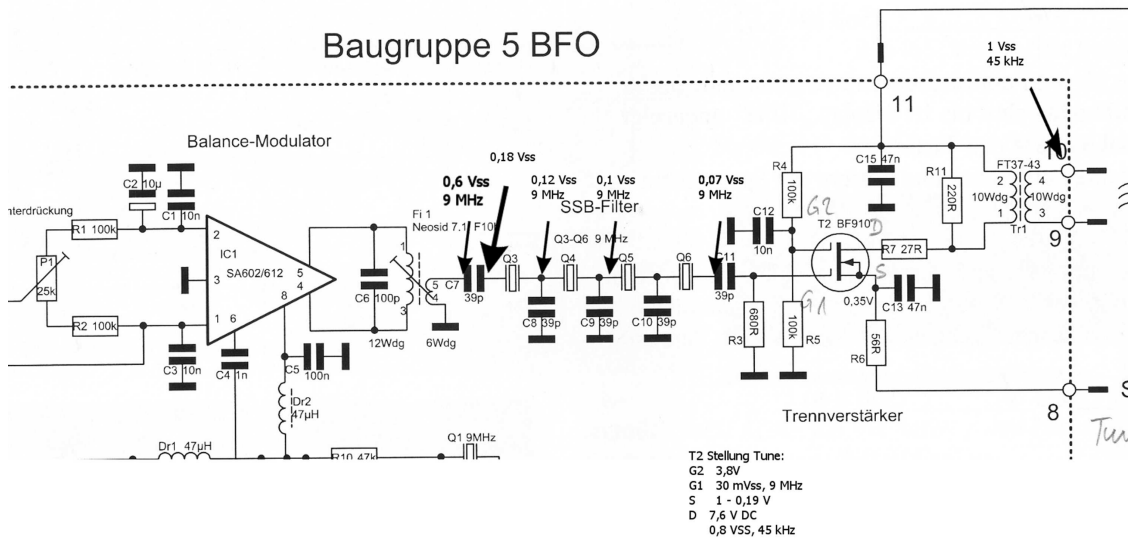 Baugruppe 5 BFO
1 Vss
45 kHz
11
10
Balance-Modulator
C2 10µ
C1 10n
nterdrückung
R1 100k
P1
25k
R2 100k
C3 10n
2
IC1
SA602/612
3
5
4
8
1
6
C4 1n
C5
100n
Dr2
47µH
Dr1 47µH
R10 47k
Q1 9MHz
C6
100p
12Wdg
1
3
Fi 1
Neosid 7.1
5
4
6Wdg
0,6 Vss
9 MHz
0,18 Vss
C7
39p
0,12 Vss
9 MHz
0,1 Vss
9 MHz
SSB-Filter
Q3-Q6 9 MHz
Q3
Q4
Q5
Q6
C8 39p
C9 39p
C10 39p
0,07 Vss
9 MHz
C11
39p
C12
10n
R4
100k
G2
C15 47n
R11
220R
FT37-43
2
4
10Wdg
10Wdg
1
3
Tr1
9
T2 BF910
D
R7 27R
S
G1
0,35V
C13 47n
680R
R3
100k
R5
56R
R6
8
S
Trennverstärker
T2 Stellung Tune:
G2 3,8V
G1 30 mVss, 9 MHz
S 1 - 0,19 V
D 7,6 V DC
0,8 VSS, 45 kHz